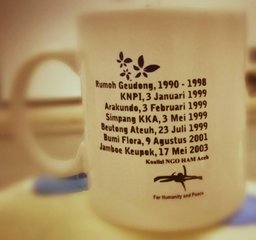 Rumoh Geudong, 1990 - 1998
KNPI, 3 Januari 1999
Arakundo, 3 Februari 1999
Simpang KKA, 3 Mei 1999
Beutong Ateuh, 23 Juli 1999
Bumi Flora, 9 Agustus 2001
Jamboe Keupok, 17 Mei 2003
Koalisi NGO HAM Aceh
For Humanity and Peace